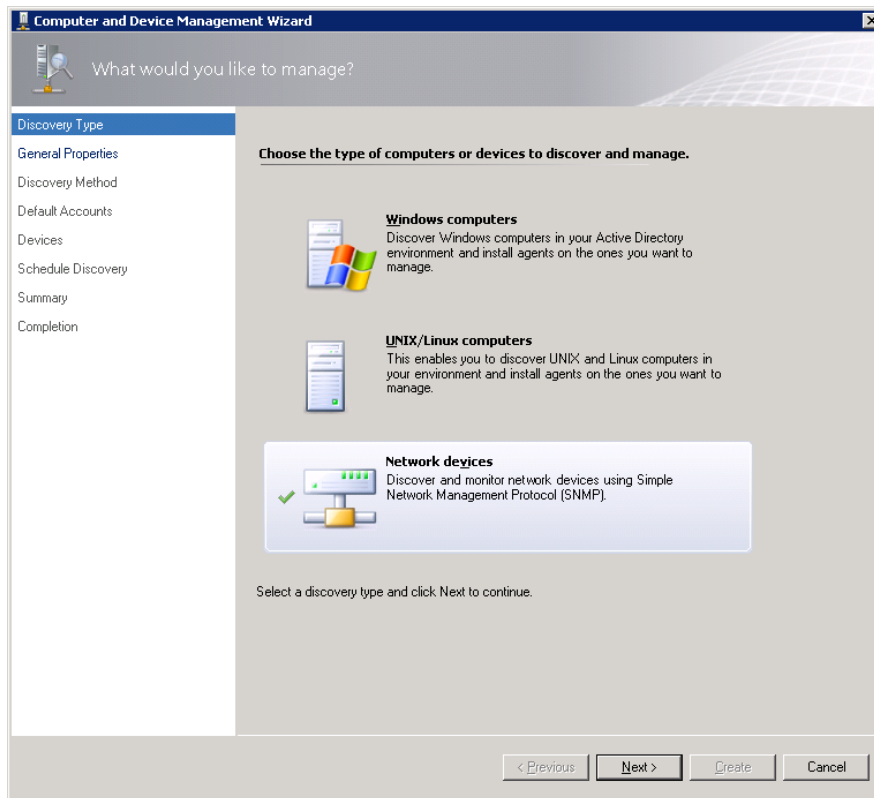 Computer and Device Management Wizard
What would you like to manage?
Discovery Type
General Properties
Discovery Method
Default Accounts
Devices
Schedule Discovery
Summary
Completion
Choose the type of computers or devices to discover and manage.
Windows computers
Discover Windows computers in your Active Directory
environment and install agents on the ones you want to
manage.
UNIX/Linux computers
This enables you to discover UNIX and Linux computers in
your environment and install agents on the ones you want to
manage.
Network devices
Discover and monitor network devices using Simple
Network Management Protocol (SNMP).
Select a discovery type and click Next to continue.
< Previous
Next >
Create
Cancel